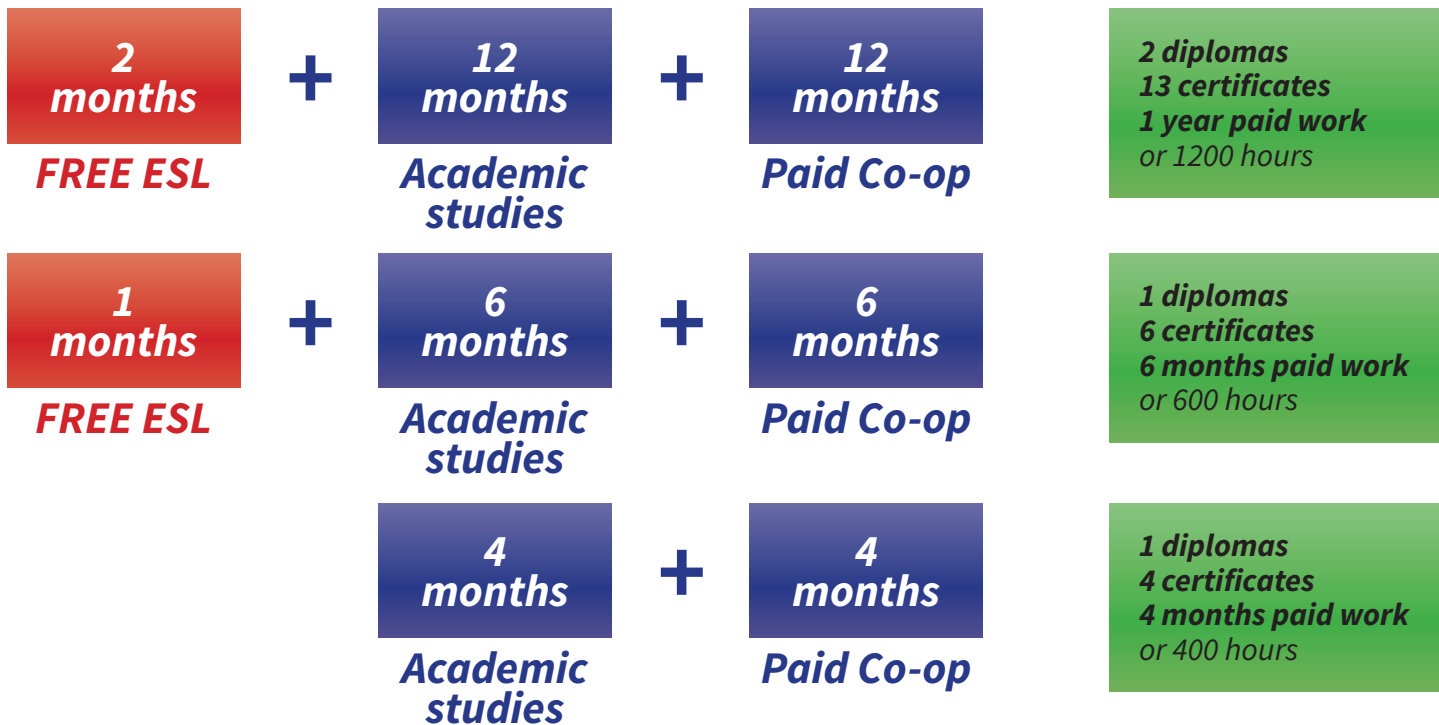 2
months
+
12
months
+
12
months
2 diplomas
13 certificates
1 year paid work
or 1200 hours
FREE ESL
Academic
studies
Paid Co-op
1
months
+
6
months
+
6
months
1 diplomas
6 certificates
6 months paid work
or 600 hours
FREE ESL
Academic
studies
Paid Co-op
4
months
+
4
months
1 diplomas
4 certificates
4 months paid work
or 400 hours
Academic
studies
Paid Co-op